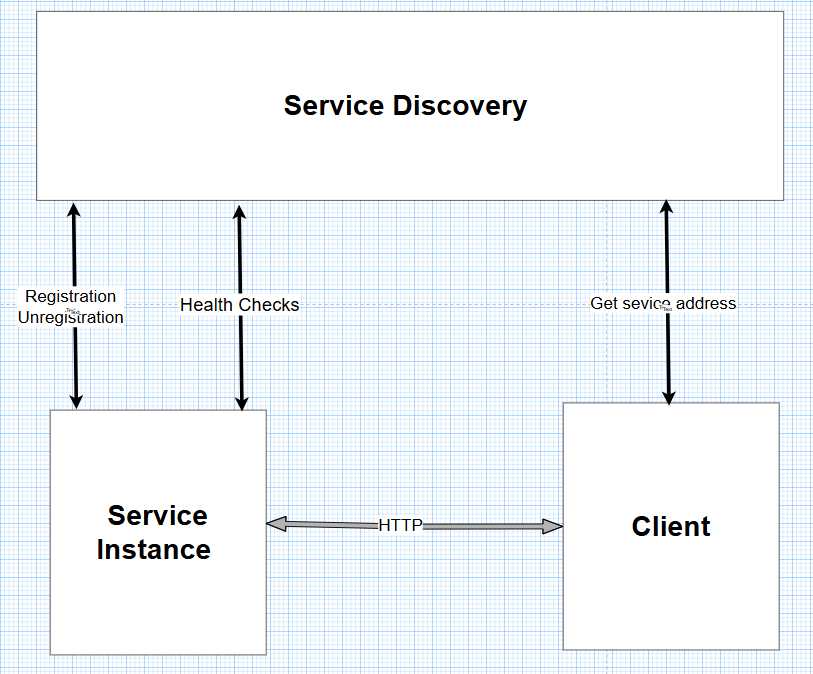 Service Discovery
Registration
Unregistration
Health Checks
Get sevice address
Service
Instance
HTTP
Client